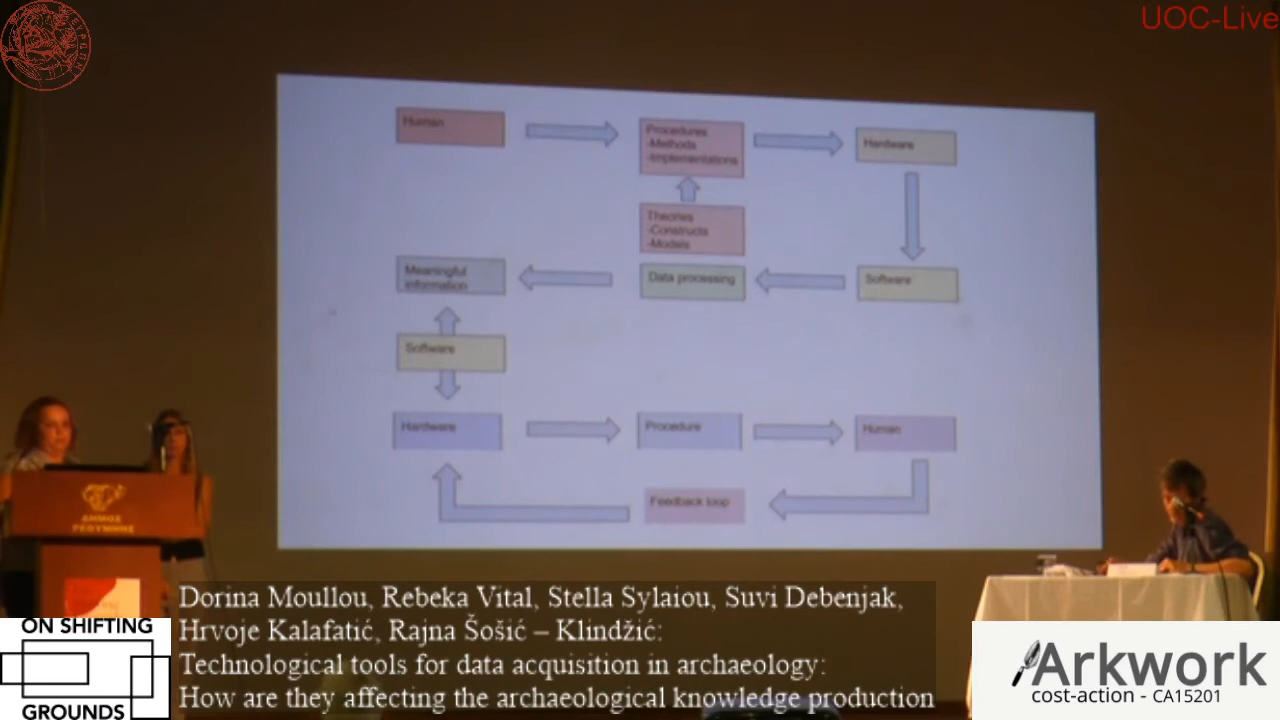 UOC-Live
Human
Procedures
-Methods
-Implementations
Hardware
Theories
-Constructs
-Models
Meaningful
information
Data processing
Software
Software
Hardware
Procedure
Human
Feedback loop
ΔΗΜΟΣ
ΡΕΘΥΜΝΗΣ
Dorina Moullou, Rebeka Vital, Stella Sylaiou, Suvi Debenjak,
Hrvoje Kalafatić, Rajna Šošić – Klindžić:
Technological tools for data acquisition in archaeology:
How are they affecting the archaeological knowledge production
ON SHIFTING
GROUNDS
Arkwork
cost-action - CA15201